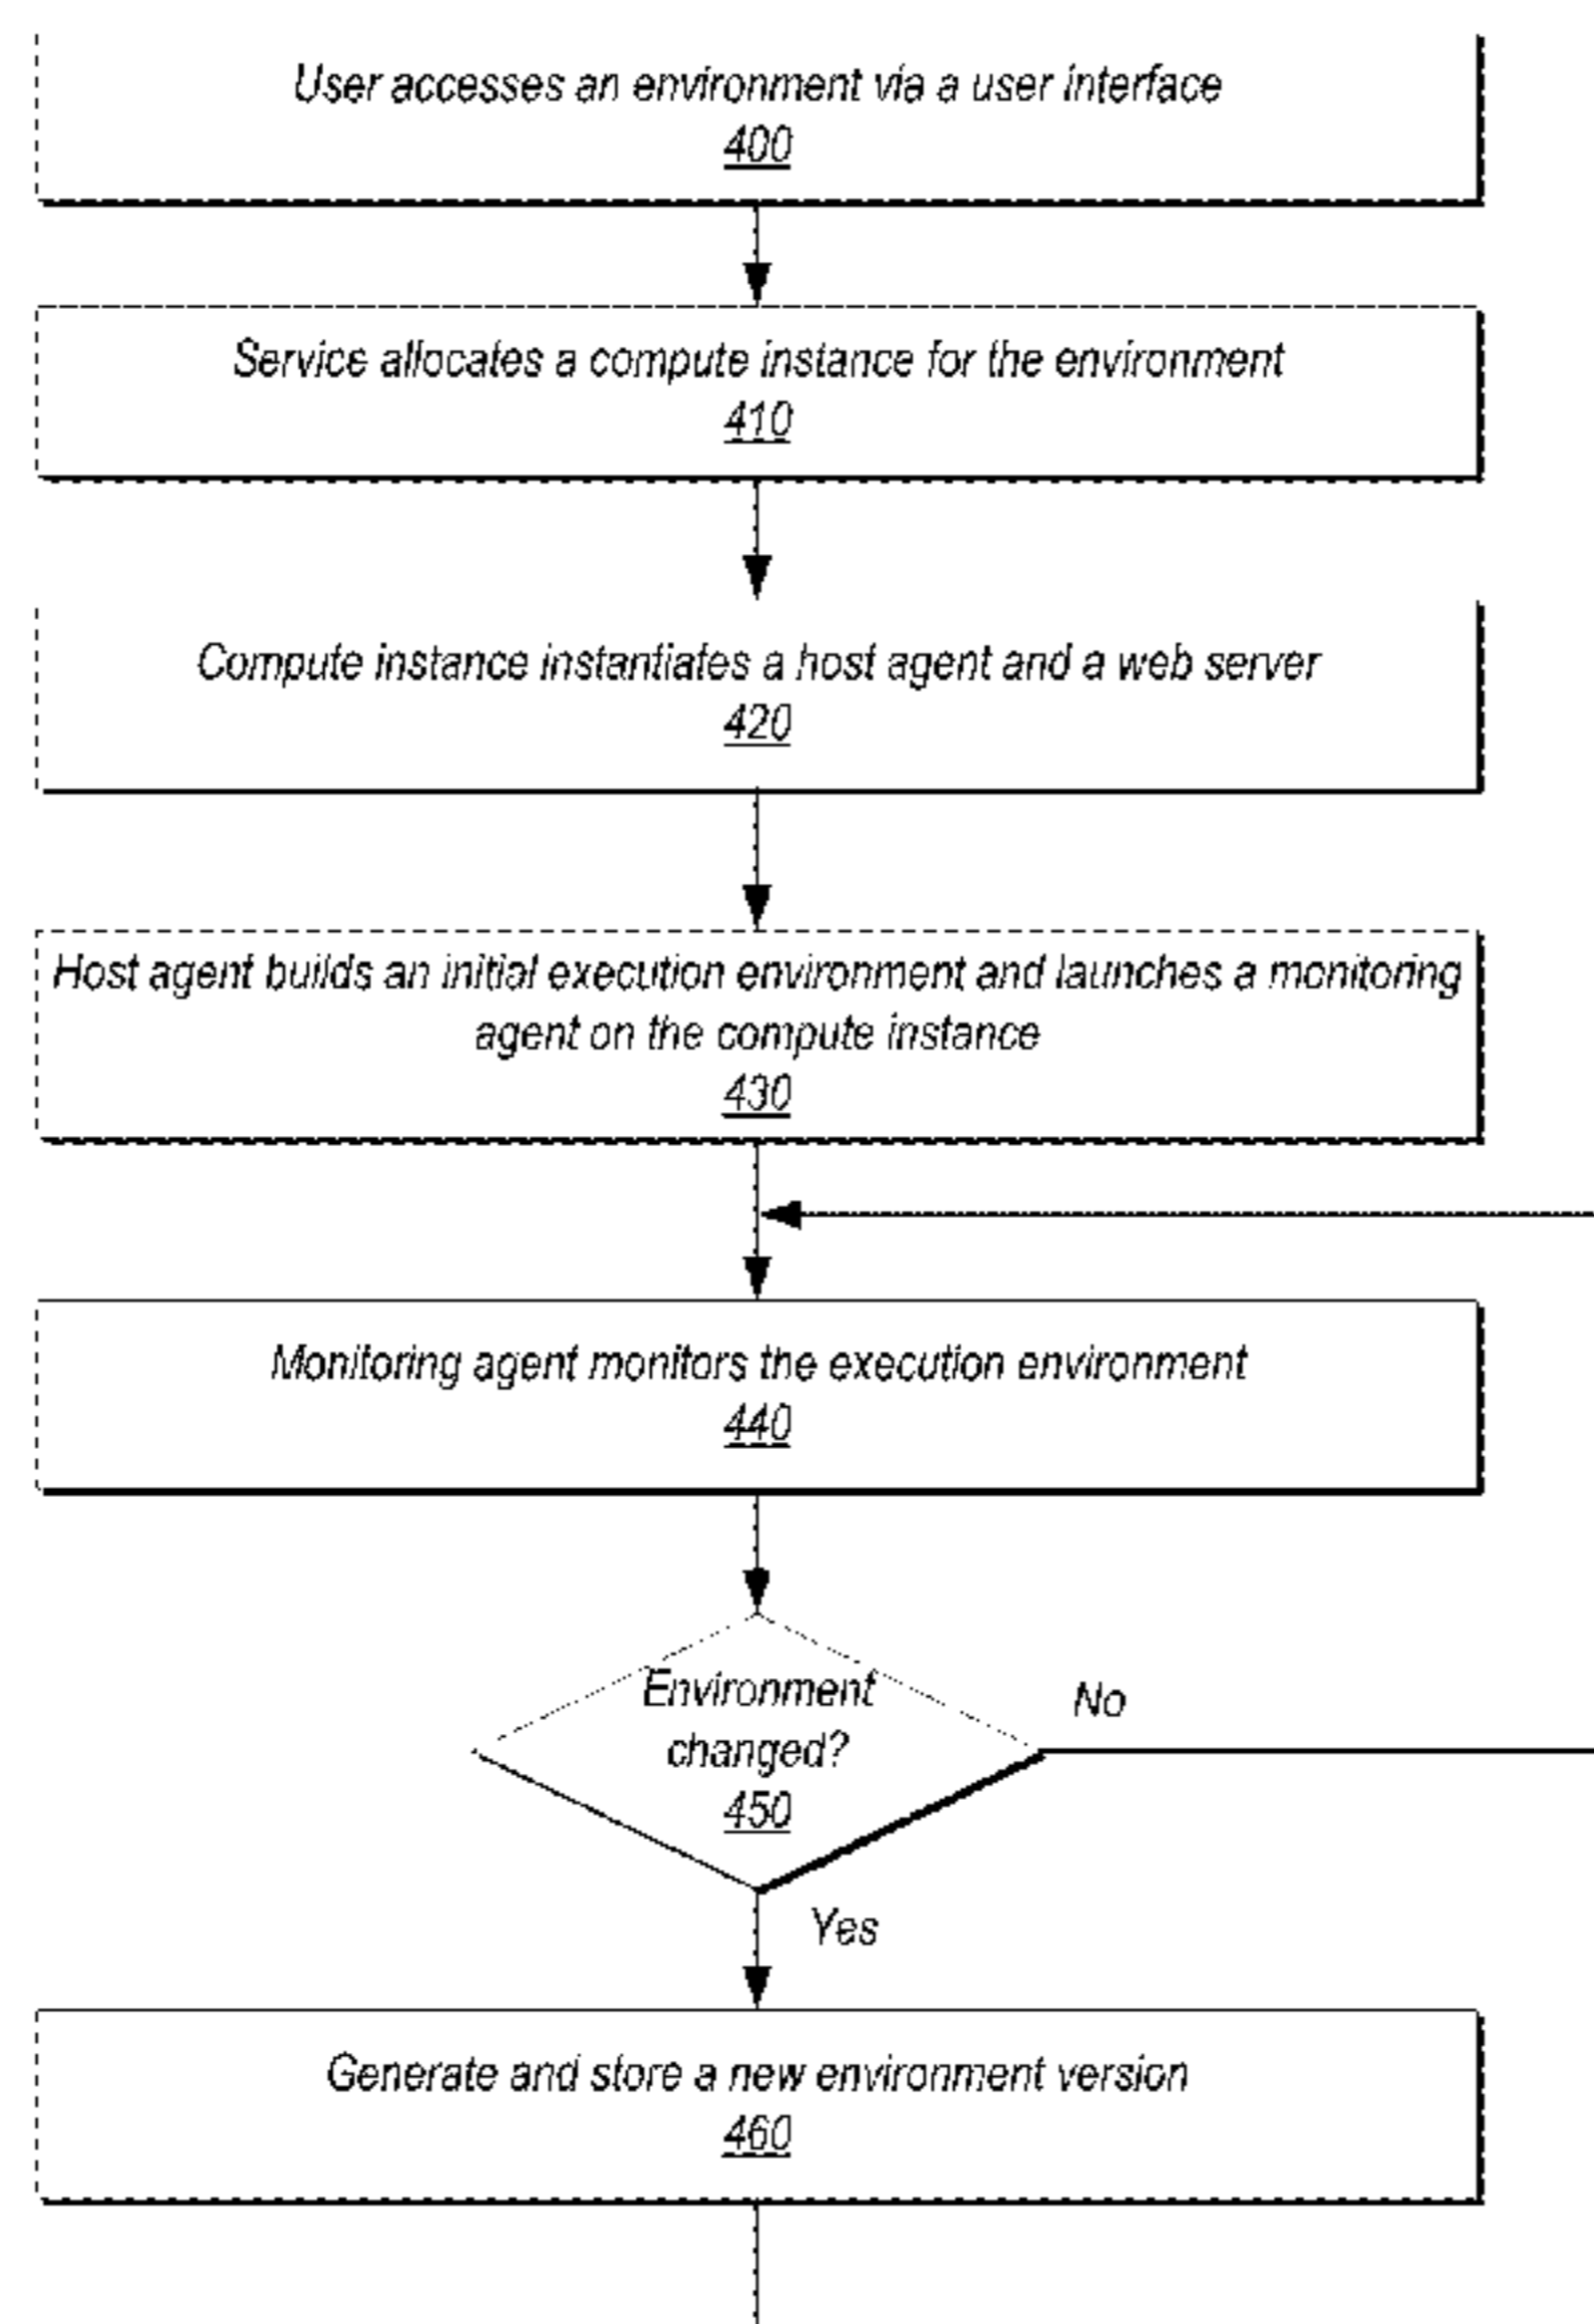 User accesses an environment via a user interface
400
Service allocates a compute instance for the environment
410
Compute instance instantiates a host agent and a web server
420
Host agent builds an initial execution environment and launches a monitoring
agent on the compute instance
430
Monitoring agent monitors the execution environment
440
Environment
changed?
450
No
Yes
Generate and store a new environment version
460